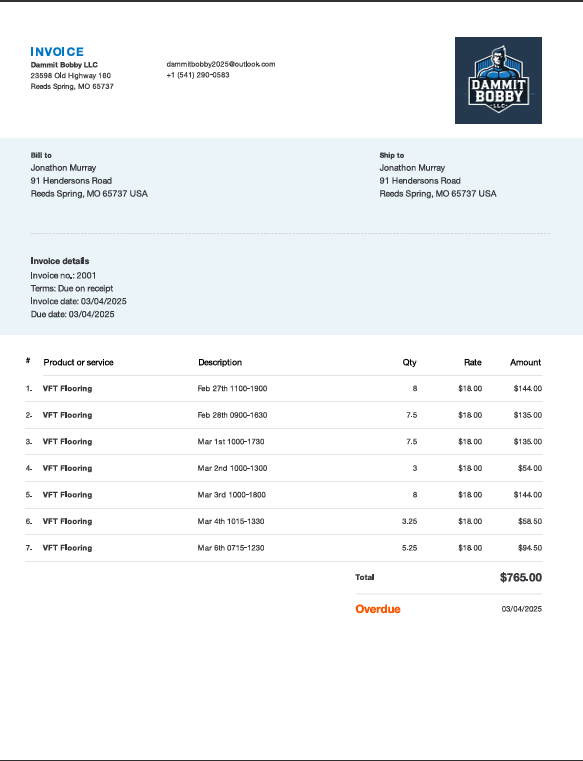 INVOICE
Dammit Bobby LLC
23598 Old Highway 160
Reeds Spring, MO 65737
dammitbobby2025@outlook.com
+1 (541) 290-0583
DAMMIT
BOBBY
-LLC-
Bill to
Jonathon Murray
91 Hendersons Road
Reeds Spring, MO 65737 USA
Ship to
Jonathon Murray
91 Hendersons Road
Reeds Spring, MO 65737 USA
Invoice details
Invoice no.: 2001
Terms: Due on receipt
Invoice date: 03/04/2025
Due date: 03/04/2025
# Product or service Description Qty Rate Amount
1. VFT Flooring Feb 27th 1100-1900 8 $18.00 $144.00
2. VFT Flooring Feb 28th 0900-1630 7.5 $18.00 $135.00
3. VFT Flooring Mar 1st 1000-1730 7.5 $18.00 $135.00
4. VFT Flooring Mar 2nd 1000-1300 3 $18.00 $54.00
5. VFT Flooring Mar 3rd 1000-1800 8 $18.00 $144.00
6. VFT Flooring Mar 4th 1015-1330 3.25 $18.00 $58.50
7. VFT Flooring Mar 6th 0715-1230 5.25 $18.00 $94.50
Total $765.00
Overdue 03/04/2025